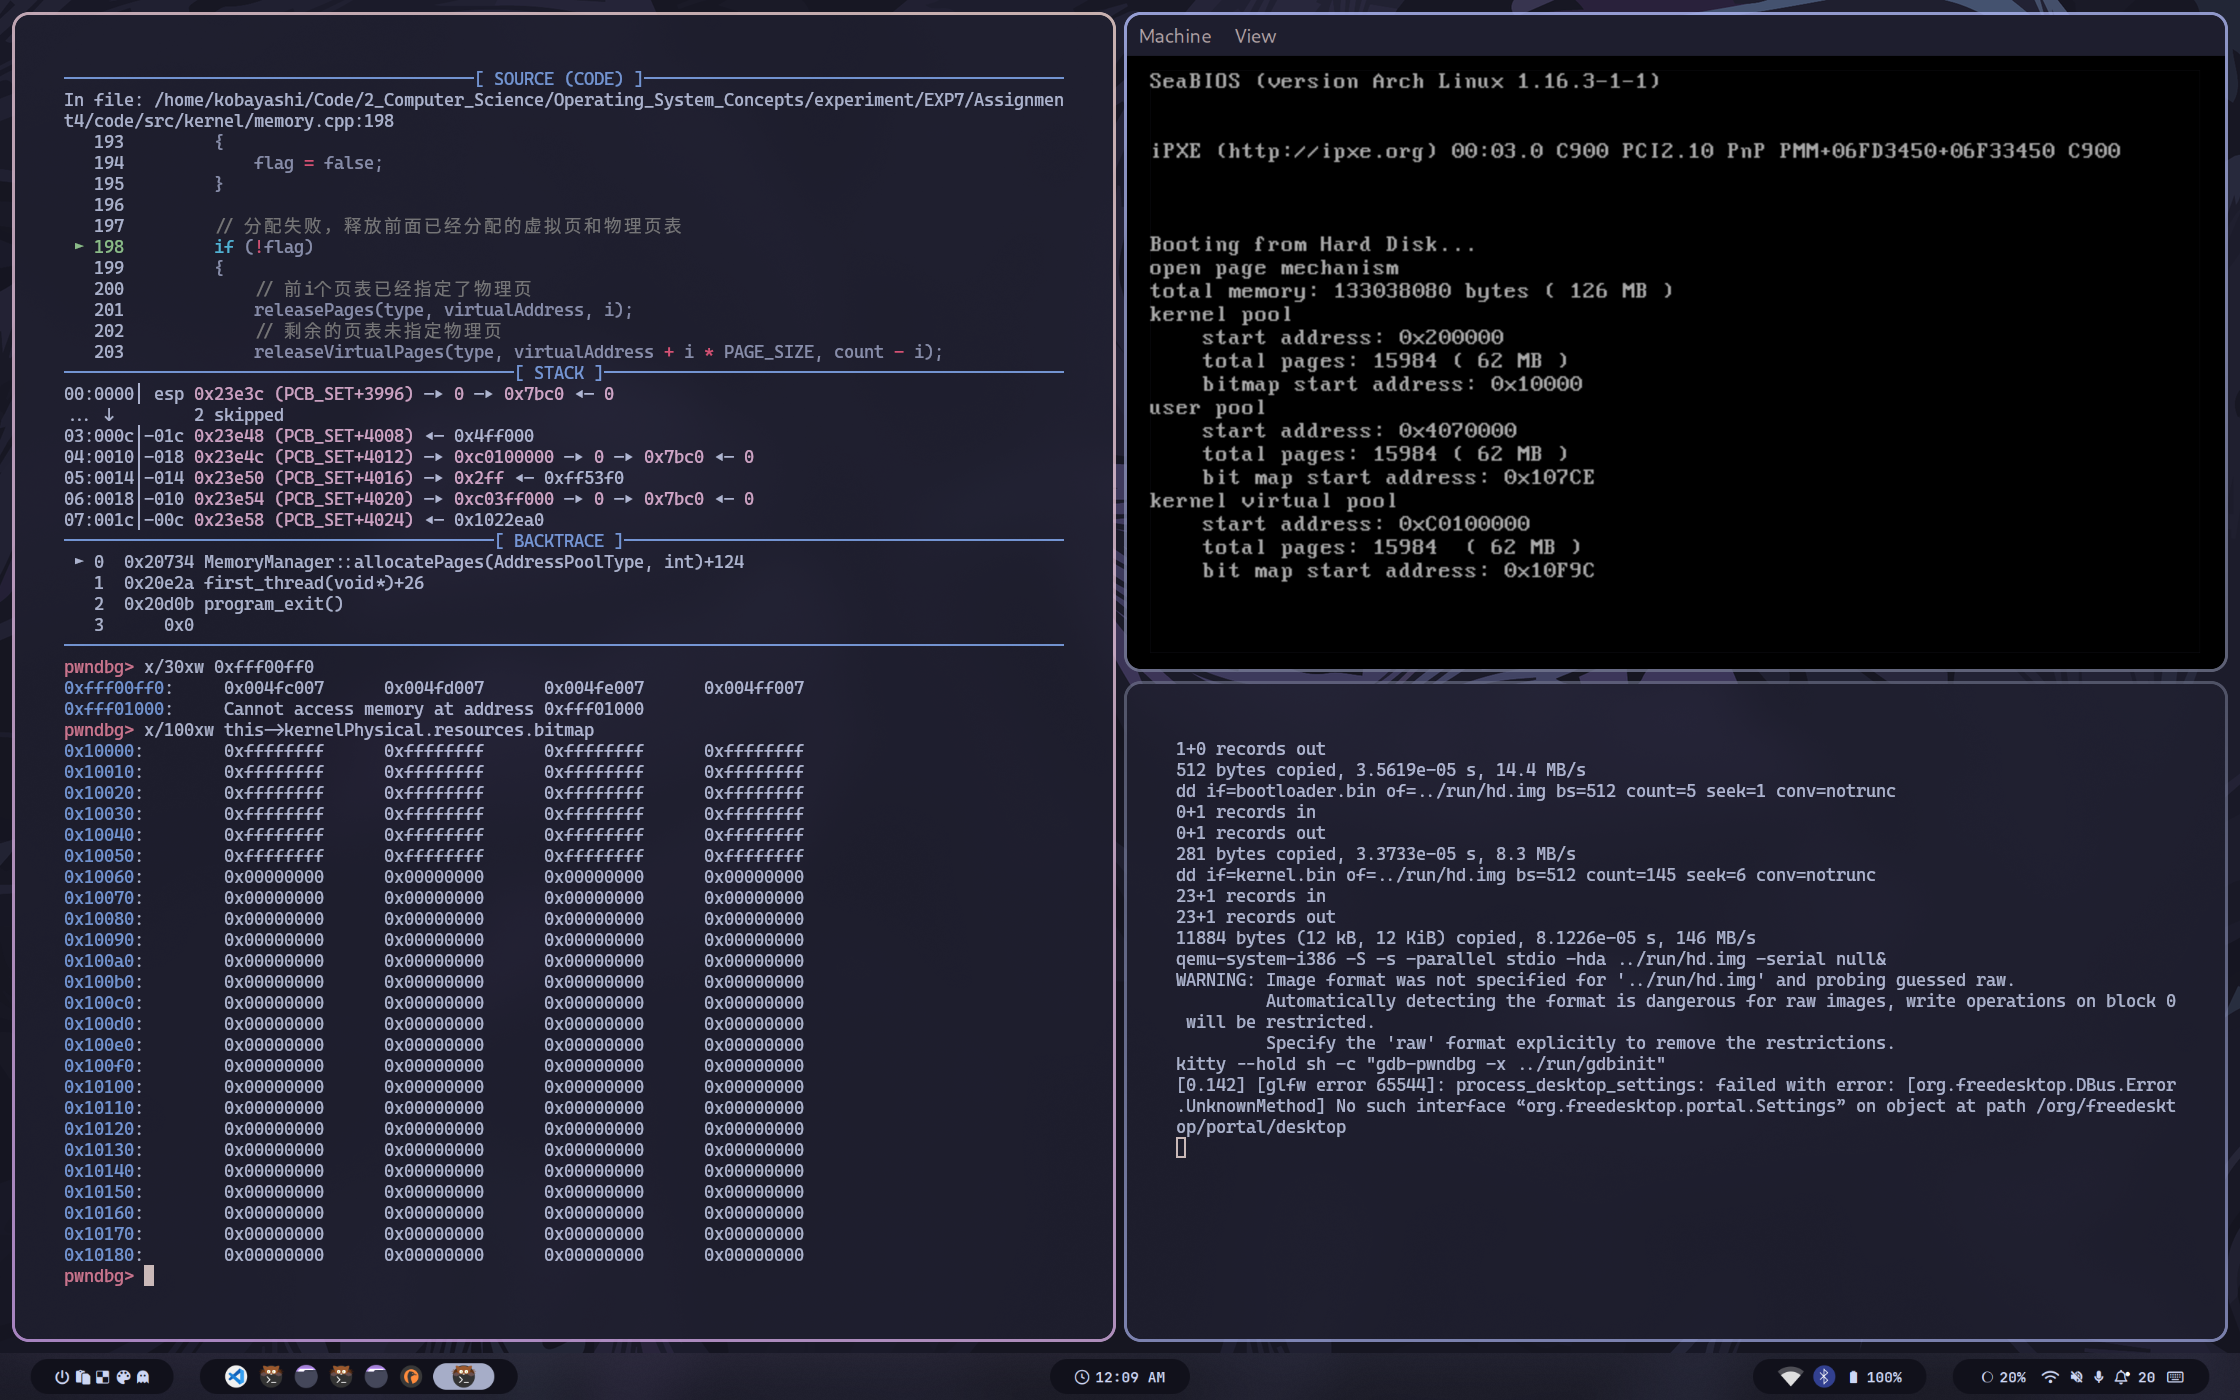 [ SOURCE (CODE) ]
In file: /home/kobayashi/Code/2_Computer_Science/Operating_System_Concepts/experiment/EXP7/Assignmen
t4/code/src/kernel/memory.cpp:198
193         {
194             flag = false;
195         }
196
197         // 分配失败，释放前面已经分配的虚拟页和物理页表
► 198         if (!flag)
199         {
200             // 前i个页表已经指定了物理页
201             releasePages(type, virtualAddress, i);
202             // 剩余的页表未指定物理页
203             releaseVirtualPages(type, virtualAddress + i * PAGE_SIZE, count - i);
[ STACK ]
00:0000│ esp 0x23e3c (PCB_SET+3996) —▸ 0 —▸ 0x7bc0 ◂— 0
... ↓        2 skipped
03:000c│-01c 0x23e48 (PCB_SET+4008) ◂— 0x4ff000
04:0010│-018 0x23e4c (PCB_SET+4012) —▸ 0xc0100000 —▸ 0 —▸ 0x7bc0 ◂— 0
05:0014│-014 0x23e50 (PCB_SET+4016) —▸ 0x2ff ◂— 0xff53f0
06:0018│-010 0x23e54 (PCB_SET+4020) —▸ 0xc03ff000 —▸ 0 —▸ 0x7bc0 ◂— 0
07:001c│-00c 0x23e58 (PCB_SET+4024) ◂— 0x1022ea0
[ BACKTRACE ]
► 0  0x20734 MemoryManager::allocatePages(AddressPoolType, int)+124
1  0x20e2a first_thread(void*)+26
2  0x20d0b program_exit()
3      0x0
pwndbg> x/30xw 0xfff00ff0
0xfff00ff0:     0x004fc007      0x004fd007      0x004fe007      0x004ff007
0xfff01000:     Cannot access memory at address 0xfff01000
pwndbg> x/100xw this->kernelPhysical.resources.bitmap
0x10000:        0xffffffff      0xffffffff      0xffffffff      0xffffffff
0x10010:        0xffffffff      0xffffffff      0xffffffff      0xffffffff
0x10020:        0xffffffff      0xffffffff      0xffffffff      0xffffffff
0x10030:        0xffffffff      0xffffffff      0xffffffff      0xffffffff
0x10040:        0xffffffff      0xffffffff      0xffffffff      0xffffffff
0x10050:        0xffffffff      0xffffffff      0xffffffff      0xffffffff
0x10060:        0x00000000      0x00000000      0x00000000      0x00000000
0x10070:        0x00000000      0x00000000      0x00000000      0x00000000
0x10080:        0x00000000      0x00000000      0x00000000      0x00000000
0x10090:        0x00000000      0x00000000      0x00000000      0x00000000
0x100a0:        0x00000000      0x00000000      0x00000000      0x00000000
0x100b0:        0x00000000      0x00000000      0x00000000      0x00000000
0x100c0:        0x00000000      0x00000000      0x00000000      0x00000000
0x100d0:        0x00000000      0x00000000      0x00000000      0x00000000
0x100e0:        0x00000000      0x00000000      0x00000000      0x00000000
0x100f0:        0x00000000      0x00000000      0x00000000      0x00000000
0x10100:        0x00000000      0x00000000      0x00000000      0x00000000
0x10110:        0x00000000      0x00000000      0x00000000      0x00000000
0x10120:        0x00000000      0x00000000      0x00000000      0x00000000
0x10130:        0x00000000      0x00000000      0x00000000      0x00000000
0x10140:        0x00000000      0x00000000      0x00000000      0x00000000
0x10150:        0x00000000      0x00000000      0x00000000      0x00000000
0x10160:        0x00000000      0x00000000      0x00000000      0x00000000
0x10170:        0x00000000      0x00000000      0x00000000      0x00000000
0x10180:        0x00000000      0x00000000      0x00000000      0x00000000
pwndbg>
Machine View
SeaBIOS (version Arch Linux 1.16.3-1-1)
iPXE (http://ipxe.org) 00:03.0 C900 PCI2.10 PnP PMM+06FD3450+06F33450 C900
Booting from Hard Disk...
open page mechanism
total memory: 133038080 bytes ( 126 MB )
kernel pool
    start address: 0x200000
    total pages: 15984 ( 62 MB )
    bitmap start address: 0x10000
user pool
    start address: 0x4070000
    total pages: 15984 ( 62 MB )
    bit map start address: 0x107CE
kernel virtual pool
    start address: 0xC0100000
    total pages: 15984  ( 62 MB )
    bit map start address: 0x10F9C
1+0 records out
512 bytes copied, 3.5619e-05 s, 14.4 MB/s
dd if=bootloader.bin of=../run/hd.img bs=512 count=5 seek=1 conv=notrunc
0+1 records in
0+1 records out
281 bytes copied, 3.3733e-05 s, 8.3 MB/s
dd if=kernel.bin of=../run/hd.img bs=512 count=145 seek=6 conv=notrunc
23+1 records in
23+1 records out
11884 bytes (12 kB, 12 KiB) copied, 8.1226e-05 s, 146 MB/s
qemu-system-i386 -S -s -parallel stdio -hda ../run/hd.img -serial null&
WARNING: Image format was not specified for '../run/hd.img' and probing guessed raw.
         Automatically detecting the format is dangerous for raw images, write operations on block 0
 will be restricted.
         Specify the 'raw' format explicitly to remove the restrictions.
kitty --hold sh -c "gdb-pwndbg -x ../run/gdbinit"
[0.142] [glfw error 65544]: process_desktop_settings: failed with error: [org.freedesktop.DBus.Error
.UnknownMethod] No such interface “org.freedesktop.portal.Settings” on object at path /org/freedeskt
op/portal/desktop
12:09 AM
100%
20%
20